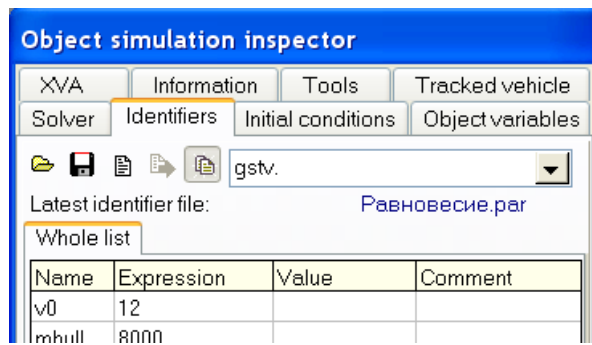 Object simulation inspector
XVA Information Tools Tracked vehicle
Solver Identifiers Initial conditions Object variables
gstv.
Latest identifier file: Равновесие.par
Whole list
Name Expression Value Comment
v0 12
mhull 8000